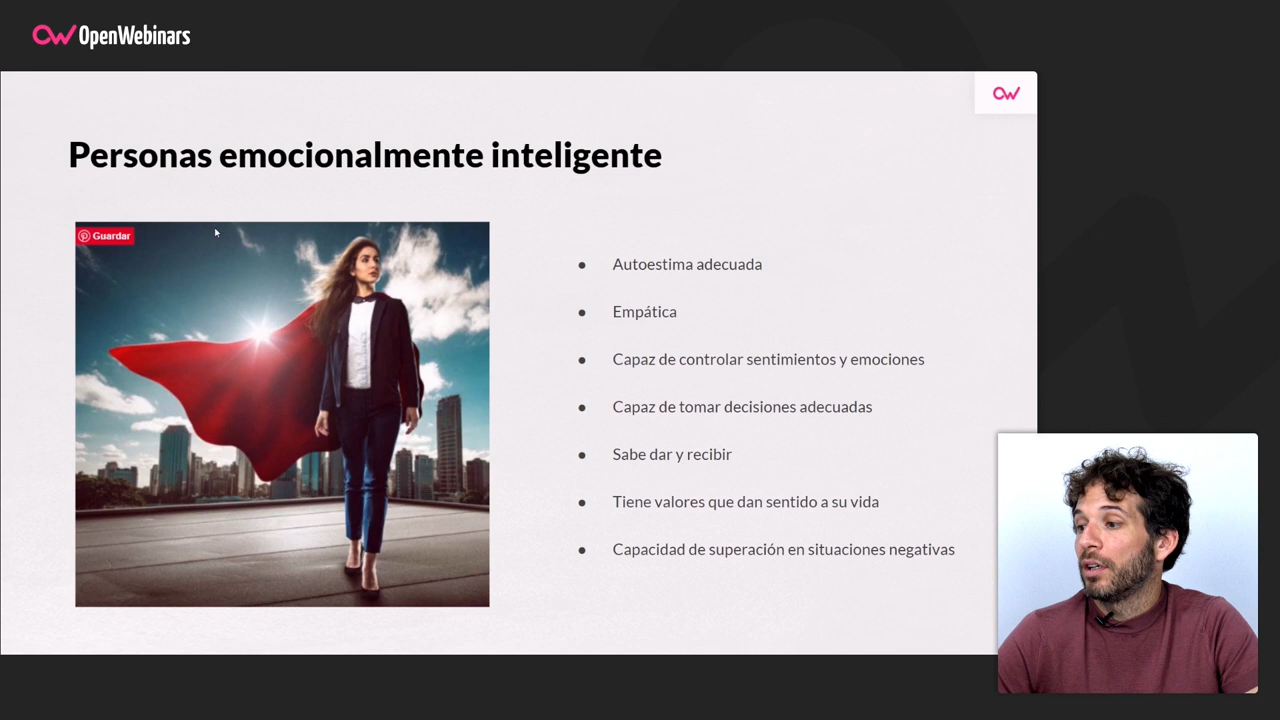 OpenWebinars
Personas emocionalmente inteligente
Guardar
● Autoestima adecuada
● Empática
● Capaz de controlar sentimientos y emociones
● Capaz de tomar decisiones adecuadas
● Sabe dar y recibir
● Tiene valores que dan sentido a su vida
● Capacidad de superación en situaciones negativas